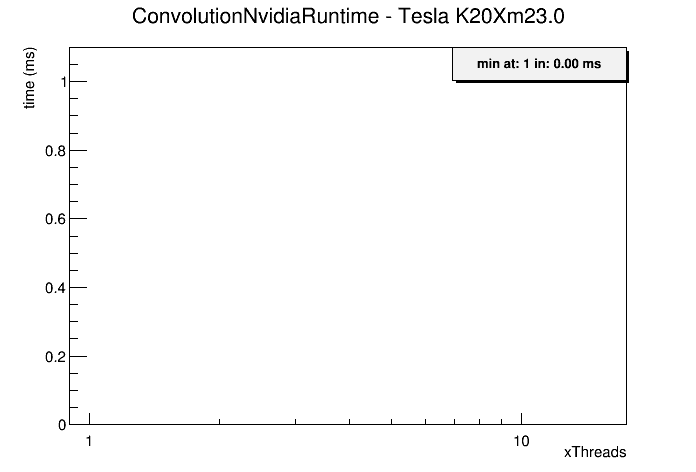 ConvolutionNvidiaRuntime - Tesla K20Xm23.0
time (ms)
min at: 1 in: 0.00 ms
1
0.8
0.6
0.4
0.2
0
1
10
xThreads